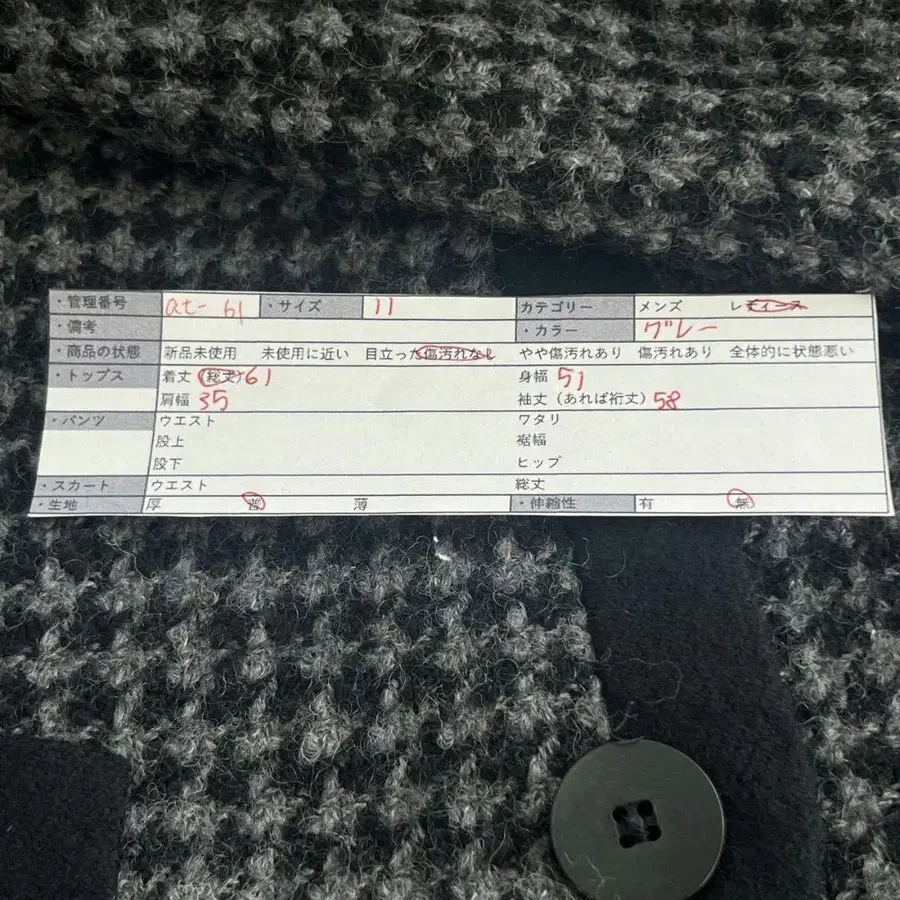 ・管理番号 at-61 ・サイズ 11 カテゴリー メンズ レディース
・備考 ・カラー グレー
・商品の状態 新品未使用 未使用に近い 目立った傷汚れなし やや傷汚れあり 傷汚れあり 全体的に状態悪い
・トップス 着丈(総丈)61 身幅 51
肩幅 35 袖丈(あれば裄丈)58
・パンツ ウエスト ワタリ
股上 裾幅
股下 ヒップ
・スカート ウエスト 総丈
・生地 厚 普 薄 ・伸縮性 有 無